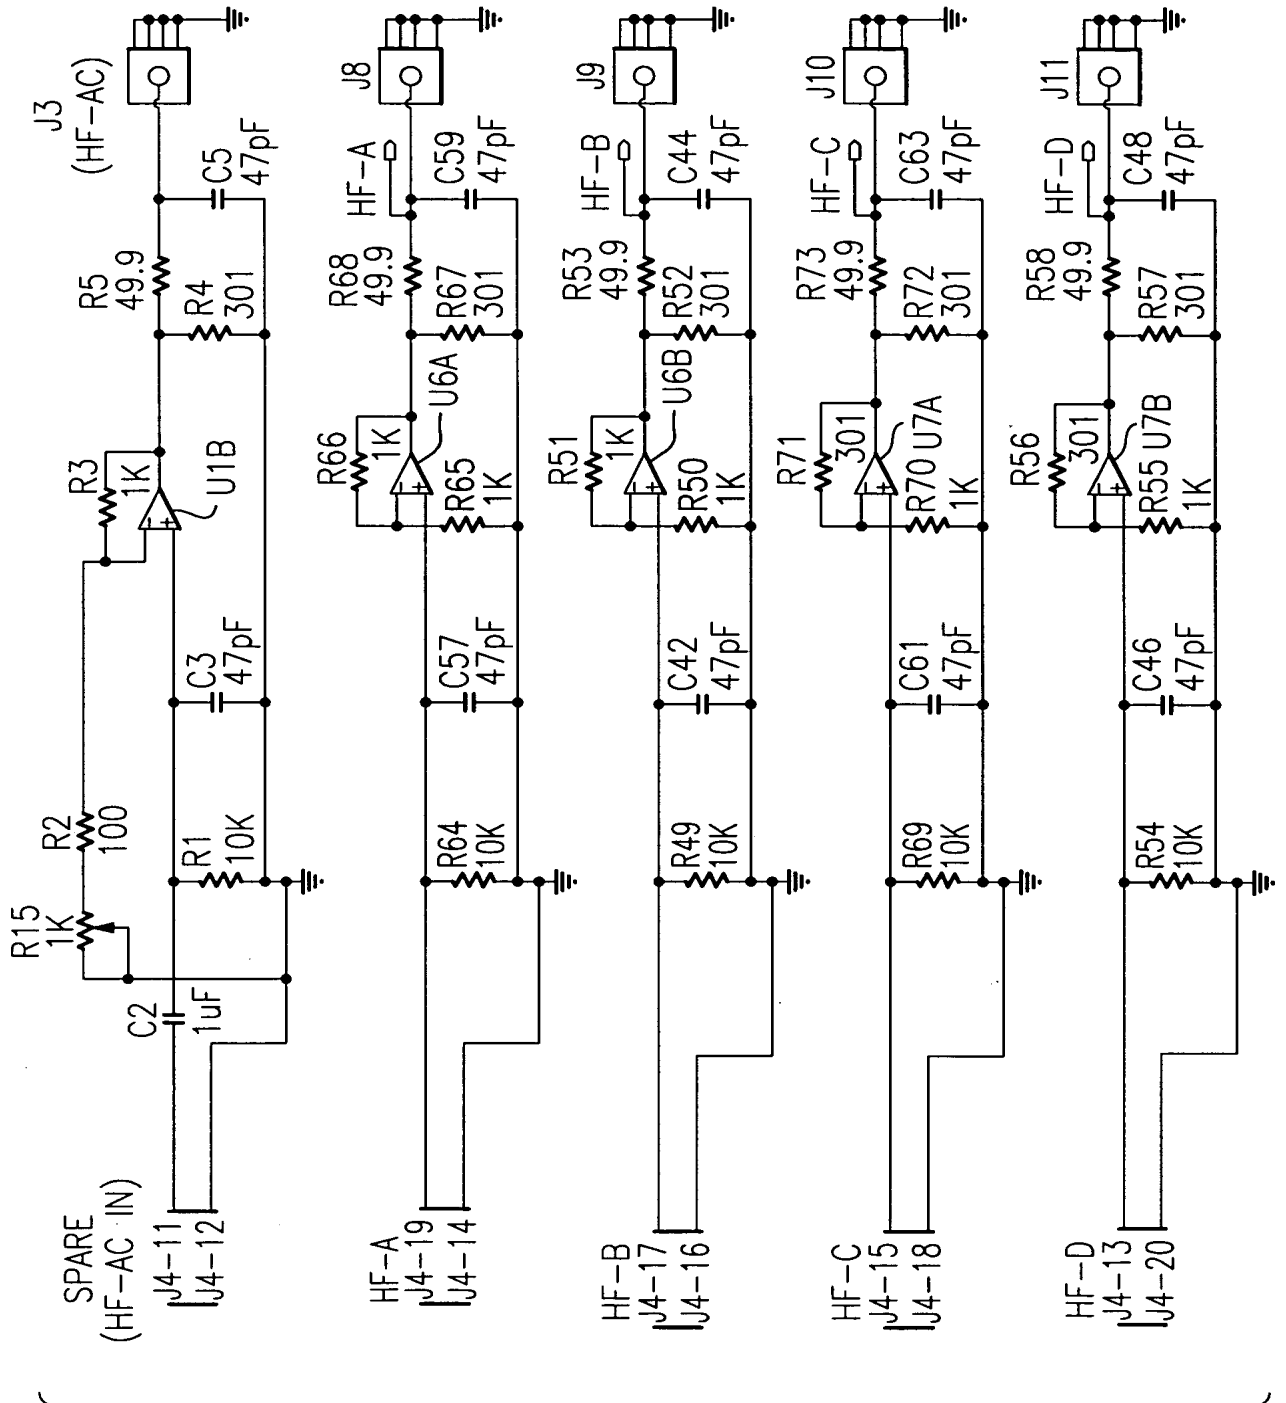 SPARE
(HF-AC IN)
J4-11
J4-12
C2
1uF
R15
1K
R2
100
R1
10K
C3
47pF
R3
1K
U1B
R5
49.9
R4
301
C5
47pF
J3
(HF-AC)
HF-A
J4-19
J4-14
R64
10K
C57
47pF
R66
1K
R65
1K
U6A
R68
49.9
R67
301
HF-A
C59
47pF
J8
HF-B
J4-17
J4-16
R49
10K
C42
47pF
R51
1K
R50
1K
U6B
R53
49.9
R52
301
HF-B
C44
47pF
J9
HF-C
J4-15
J4-18
R69
10K
C61
47pF
R71
301
R70
1K
U7A
R73
49.9
R72
301
HF-C
C63
47pF
J10
HF-D
J4-13
J4-20
R54
10K
C46
47pF
R56
301
R55
1K
U7B
R58
49.9
R57
301
HF-D
C48
47pF
J11